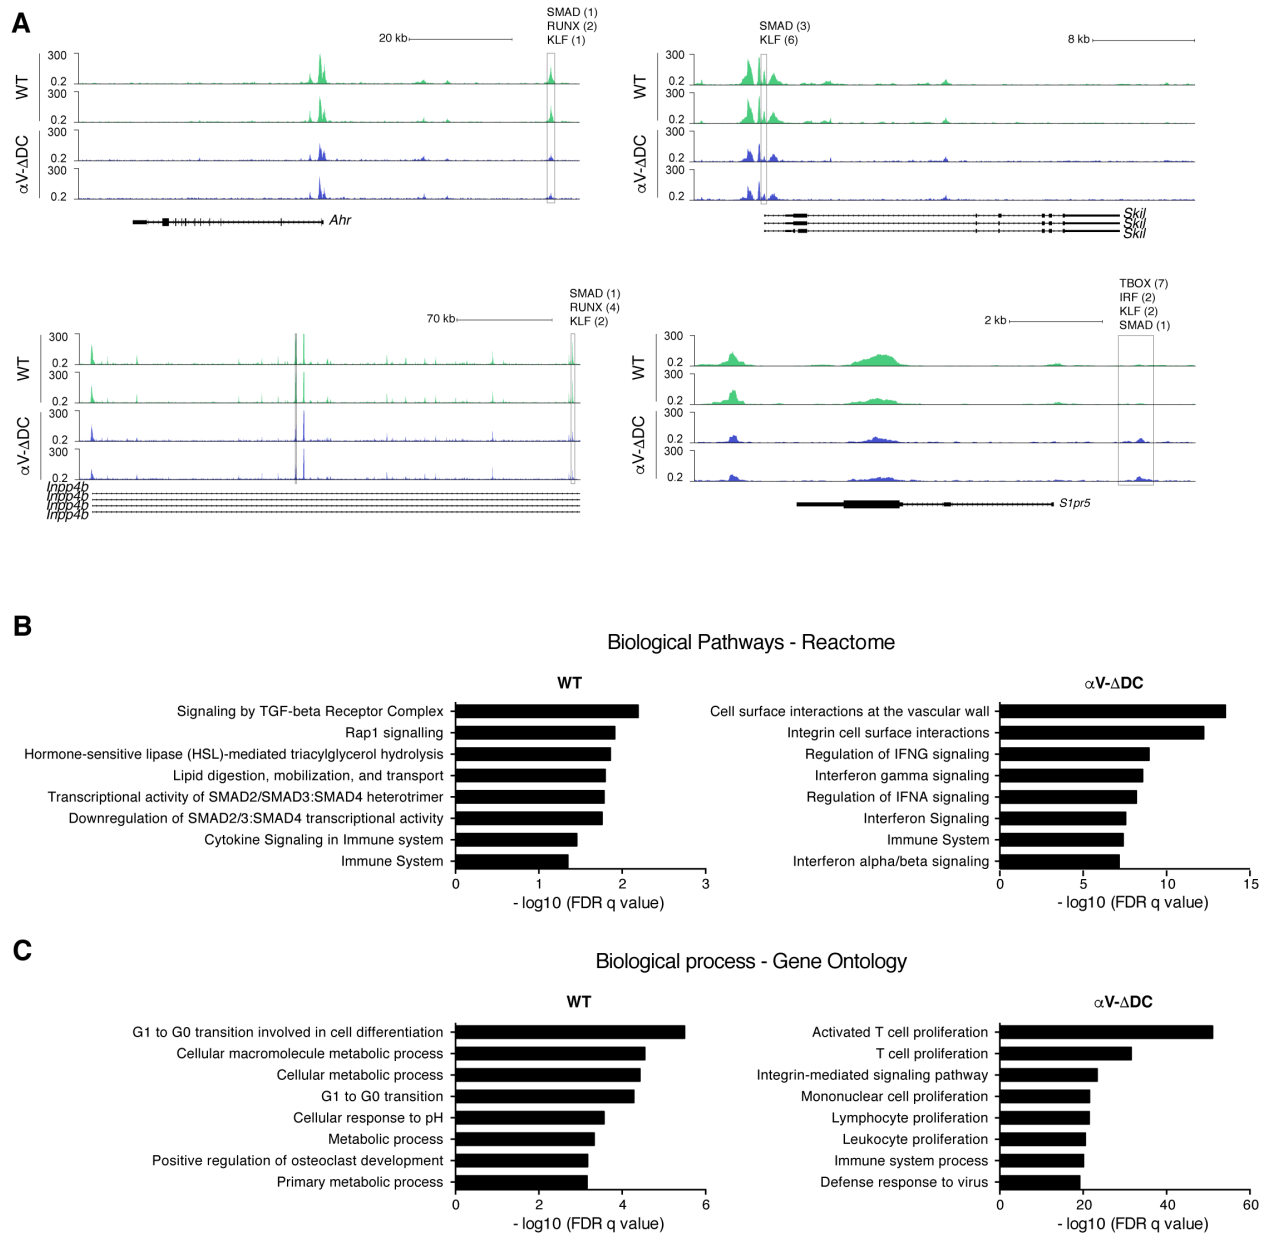 A
SMAD (1)
RUNX (2)
KLF (1)
20 kb
WT
300
0.2
300
0.2
αV-ΔDC
300
0.2
300
0.2
Ahr
SMAD (3)
KLF (6)
8 kb
WT
300
0.2
300
0.2
αV-ΔDC
300
0.2
300
0.2
Skil
Skil
Skil
SMAD (1)
RUNX (4)
KLF (2)
70 kb
WT
300
0.2
300
0.2
αV-ΔDC
300
0.2
300
0.2
Inpp4b
Inpp4b
Inpp4b
Inpp4b
TBOX (7)
IRF (2)
KLF (2)
SMAD (1)
2 kb
WT
300
0.2
300
0.2
αV-ΔDC
300
0.2
300
0.2
S1pr5
B
Biological Pathways - Reactome
WT
Signaling by TGF-beta Receptor Complex
Rap1 signalling
Hormone-sensitive lipase (HSL)-mediated triacylglycerol hydrolysis
Lipid digestion, mobilization, and transport
Transcriptional activity of SMAD2/SMAD3:SMAD4 heterotrimer
Downregulation of SMAD2/3:SMAD4 transcriptional activity
Cytokine Signaling in Immune system
Immune System
0 1 2 3
- log10 (FDR q value)
αV-ΔDC
Cell surface interactions at the vascular wall
Integrin cell surface interactions
Regulation of IFNG signaling
Interferon gamma signaling
Regulation of IFNA signaling
Interferon Signaling
Immune System
Interferon alpha/beta signaling
0 5 10 15
- log10 (FDR q value)
C
Biological process - Gene Ontology
WT
G1 to G0 transition involved in cell differentiation
Cellular macromolecule metabolic process
Cellular metabolic process
G1 to G0 transition
Cellular response to pH
Metabolic process
Positive regulation of osteoclast development
Primary metabolic process
0 2 4 6
- log10 (FDR q value)
αV-ΔDC
Activated T cell proliferation
T cell proliferation
Integrin-mediated signaling pathway
Mononuclear cell proliferation
Lymphocyte proliferation
Leukocyte proliferation
Immune system process
Defense response to virus
0 20 40 60
- log10 (FDR q value)